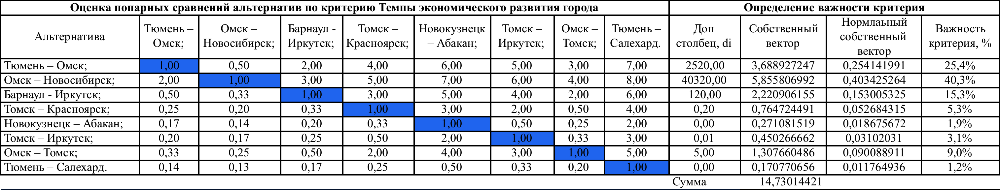 Оценка попарных сравнений альтернатив по критерию Темпы экономического развития города Определение важности критерия
Альтернатива Тюмень – Омск; Омск – Новосибирск; Барнаул - Иркутск; Томск – Красноярск; Новокузнецк – Абакан; Томск – Иркутск; Омск – Томск; Тюмень – Салехард. Доп столбец, di Собственный вектор Нормлаьный собственный вектор Важность критерия, %
Тюмень – Омск; 1,00 0,50 2,00 4,00 6,00 5,00 3,00 7,00 2520,00 3,688927247 0,254141991 25,4%
Омск – Новосибирск; 2,00 1,00 3,00 5,00 7,00 6,00 4,00 8,00 40320,00 5,855806992 0,403425264 40,3%
Барнаул - Иркутск; 0,50 0,33 1,00 3,00 5,00 4,00 2,00 6,00 120,00 2,220906155 0,153005325 15,3%
Томск – Красноярск; 0,25 0,20 0,33 1,00 3,00 2,00 0,50 4,00 0,20 0,764724491 0,052684315 5,3%
Новокузнецк – Абакан; 0,17 0,14 0,20 0,33 1,00 0,50 0,25 2,00 0,00 0,271081519 0,018675672 1,9%
Томск – Иркутск; 0,20 0,17 0,25 0,50 2,00 1,00 0,33 3,00 0,01 0,450266662 0,03102031 3,1%
Омск – Томск; 0,33 0,25 0,50 2,00 4,00 3,00 1,00 5,00 5,00 1,307660486 0,090088911 9,0%
Тюмень – Салехард. 0,14 0,13 0,17 0,25 0,50 0,33 0,20 1,00 0,00 0,170770656 0,011764936 1,2%
Сумма 14,73014421